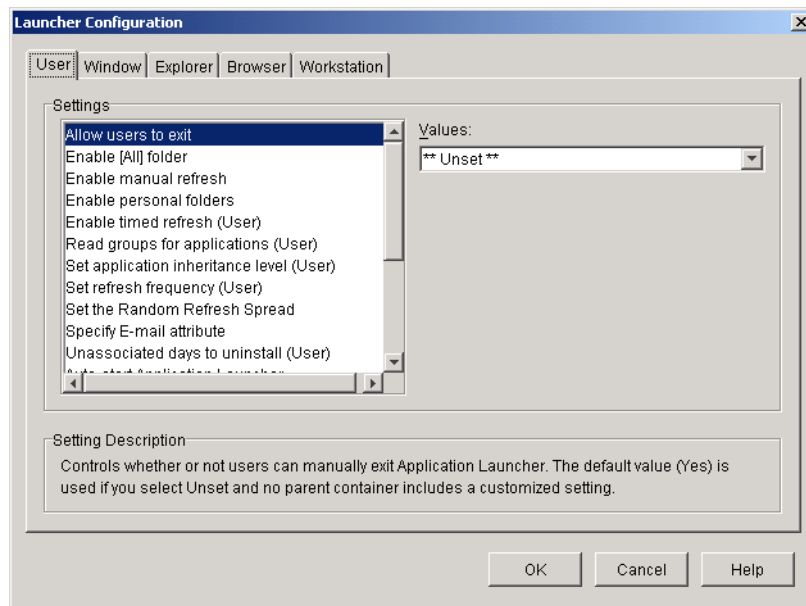 Launcher Configuration
User Window Explorer Browser Workstation
Settings
Allow users to exit
Enable [All] folder
Enable manual refresh
Enable personal folders
Enable timed refresh (User)
Read groups for applications (User)
Set application inheritance level (User)
Set refresh frequency (User)
Set the Random Refresh Spread
Specify E-mail attribute
Unassociated days to uninstall (User)
Auto-start Application Launcher
Values:
** Unset **
Setting Description
Controls whether or not users can manually exit Application Launcher. The default value (Yes) is
used if you select Unset and no parent container includes a customized setting.
OK Cancel Help